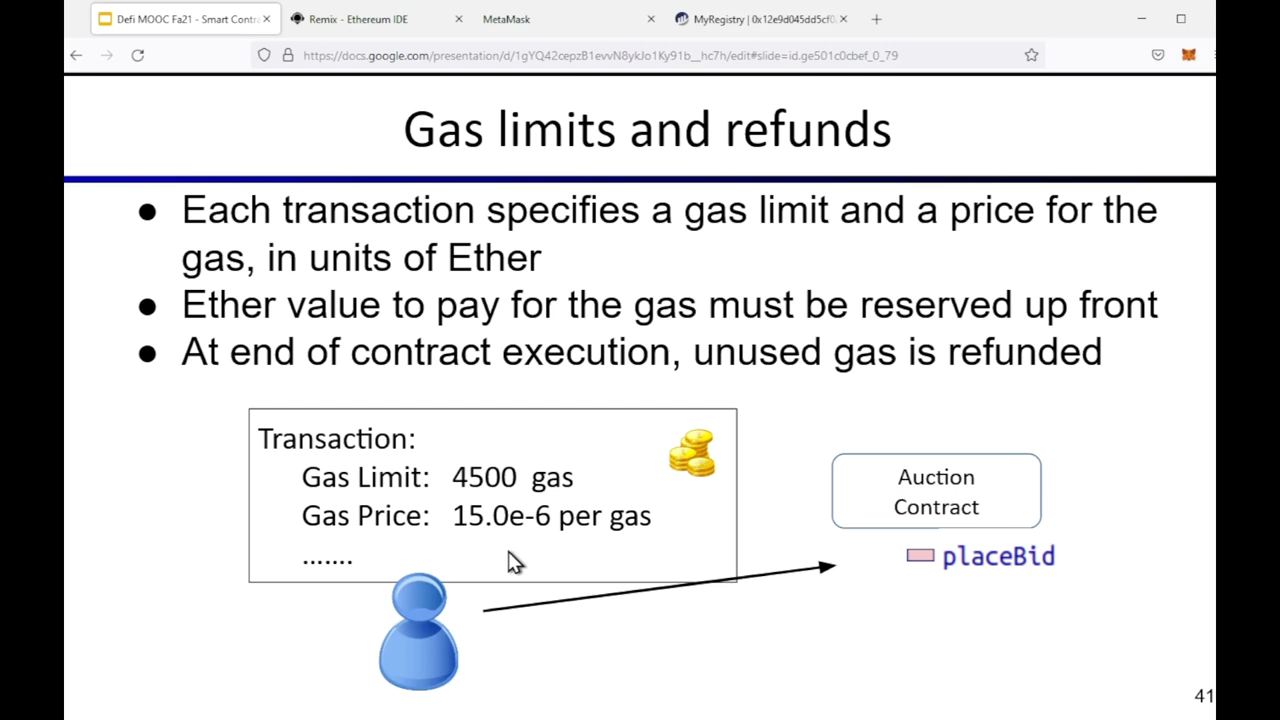 Defi MOOC Fa21 - Smart Contra
Remix - Ethereum IDE
MetaMask
MyRegistry | 0x12e9d045dd5cf0
https://docs.google.com/presentation/d/1gYQ42cepzB1evvN8ykJo1Ky91b__hc7h/edit#slide=id.ge501c0cbef_0_79
Gas limits and refunds
● Each transaction specifies a gas limit and a price for the
gas, in units of Ether
● Ether value to pay for the gas must be reserved up front
● At end of contract execution, unused gas is refunded
Transaction:
Gas Limit: 4500 gas
Gas Price: 15.0e-6 per gas
.......
Auction
Contract
placeBid
41